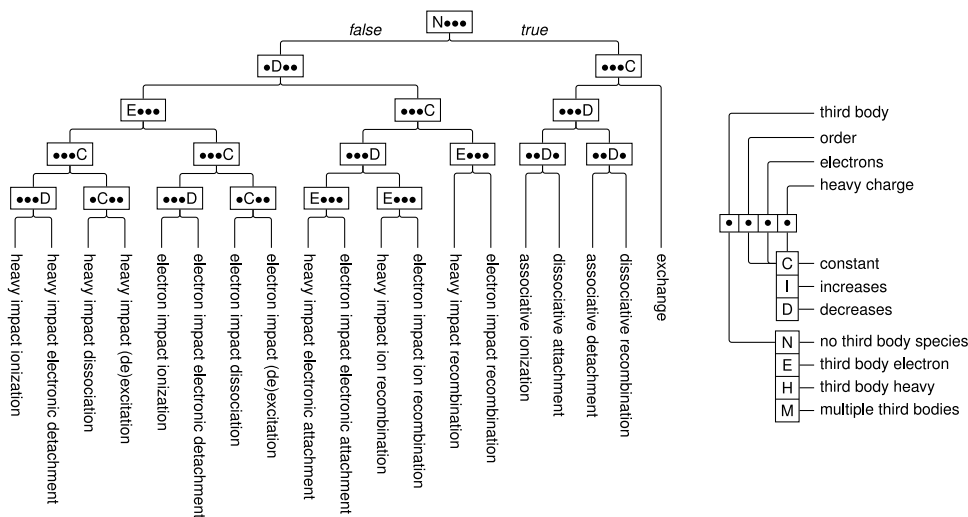 N●●●
false
true
●D●●
●●●C
E●●●
●●●C
●●●D
●●●C
●●●C
●●●D
E●●●
●●D●
●●D●
●●●D
●C●●
●●●D
●C●●
E●●●
E●●●
heavy impact ionization
heavy impact electronic detachment
heavy impact dissociation
heavy impact (de)excitation
electron impact ionization
electron impact electronic detachment
electron impact dissociation
electron impact (de)excitation
heavy impact electronic attachment
electron impact electronic attachment
heavy impact ion recombination
electron impact ion recombination
heavy impact recombination
electron impact recombination
associative ionization
dissociative attachment
associative detachment
dissociative recombination
exchange
third body
order
electrons
heavy charge
● ● ● ●
C constant
I increases
D decreases
N no third body species
E third body electron
H third body heavy
M multiple third bodies